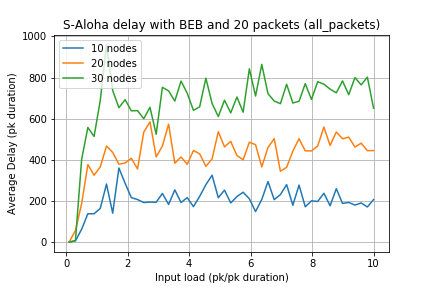 S-Aloha delay with BEB and 20 packets (all_packets)
1000
800
600
400
200
0
Average Delay (pk duration)
10 nodes
20 nodes
30 nodes
0
2
4
6
8
10
Input load (pk/pk duration)